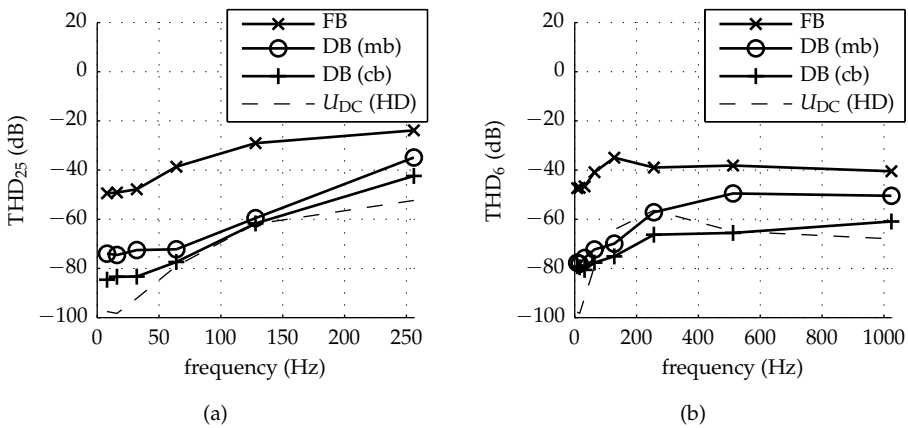 20
0
−20
−40
−60
−80
−100
THD25 (dB)
FB
DB (mb)
DB (cb)
UDC (HD)
0 50 100 150 200 250
frequency (Hz)
(a)
20
0
−20
−40
−60
−80
−100
THD6 (dB)
FB
DB (mb)
DB (cb)
UDC (HD)
0 200 400 600 800 1000
frequency (Hz)
(b)